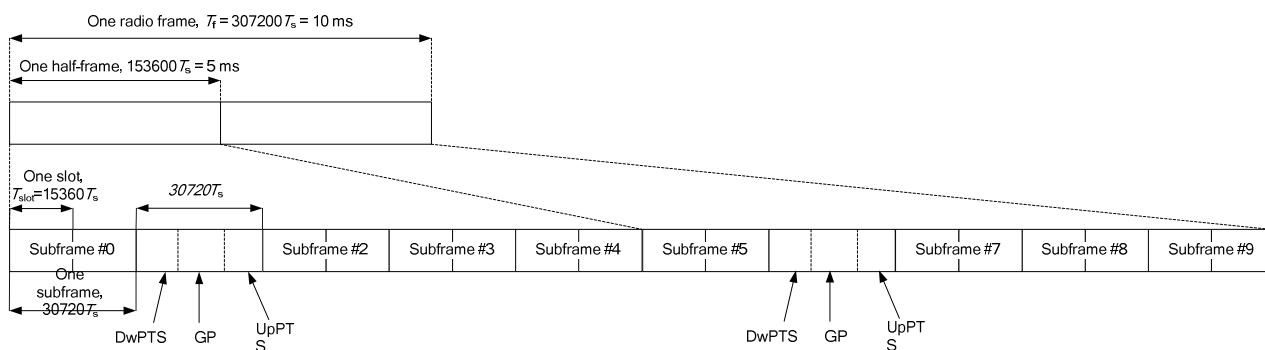 One radio frame, Tf = 307200Ts = 10 ms
One half-frame, 153600Ts = 5 ms
One slot,
Tslot=15360Ts
30720Ts
Subframe #0
Subframe #2
Subframe #3
Subframe #4
Subframe #5
Subframe #7
Subframe #8
Subframe #9
One
subframe,
30720Ts
DwPTS
GP
UpPT
S
DwPTS
GP
UpPT
S